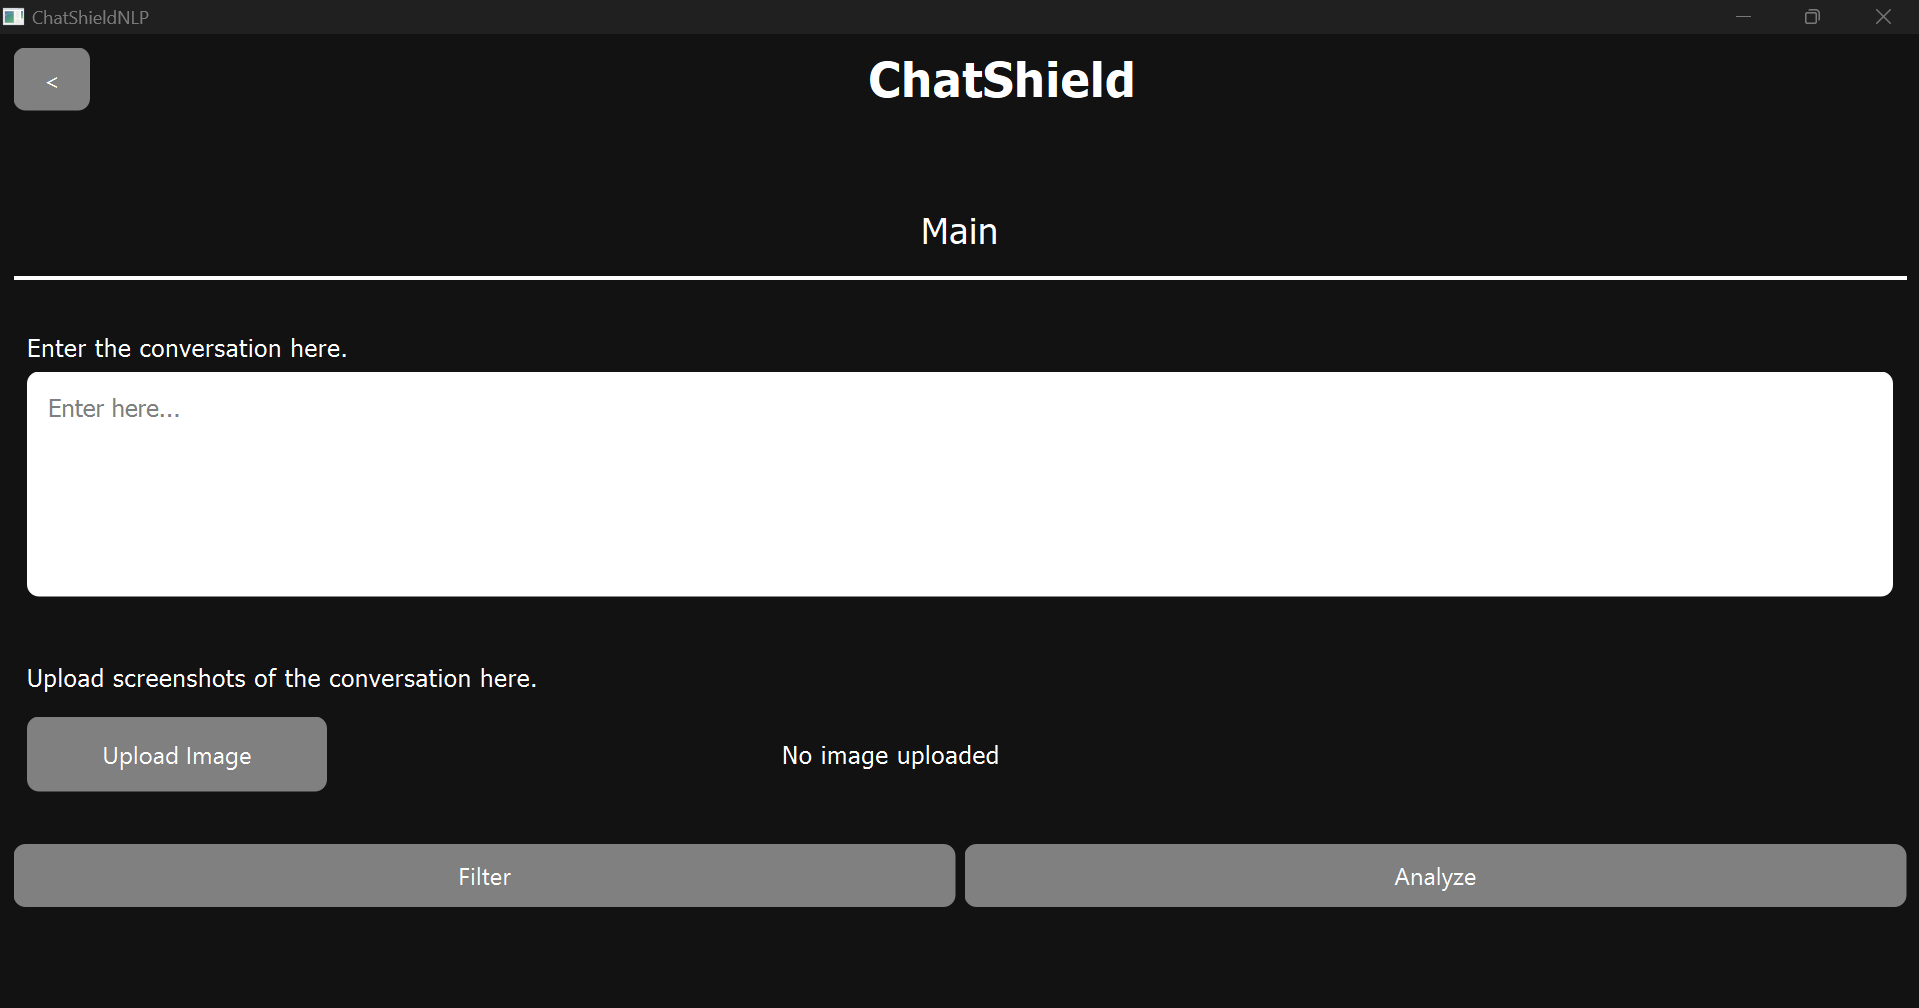 ChatShieldNLP
<
ChatShield
Main
Enter the conversation here.
Enter here...
Upload screenshots of the conversation here.
Upload Image
No image uploaded
Filter
Analyze